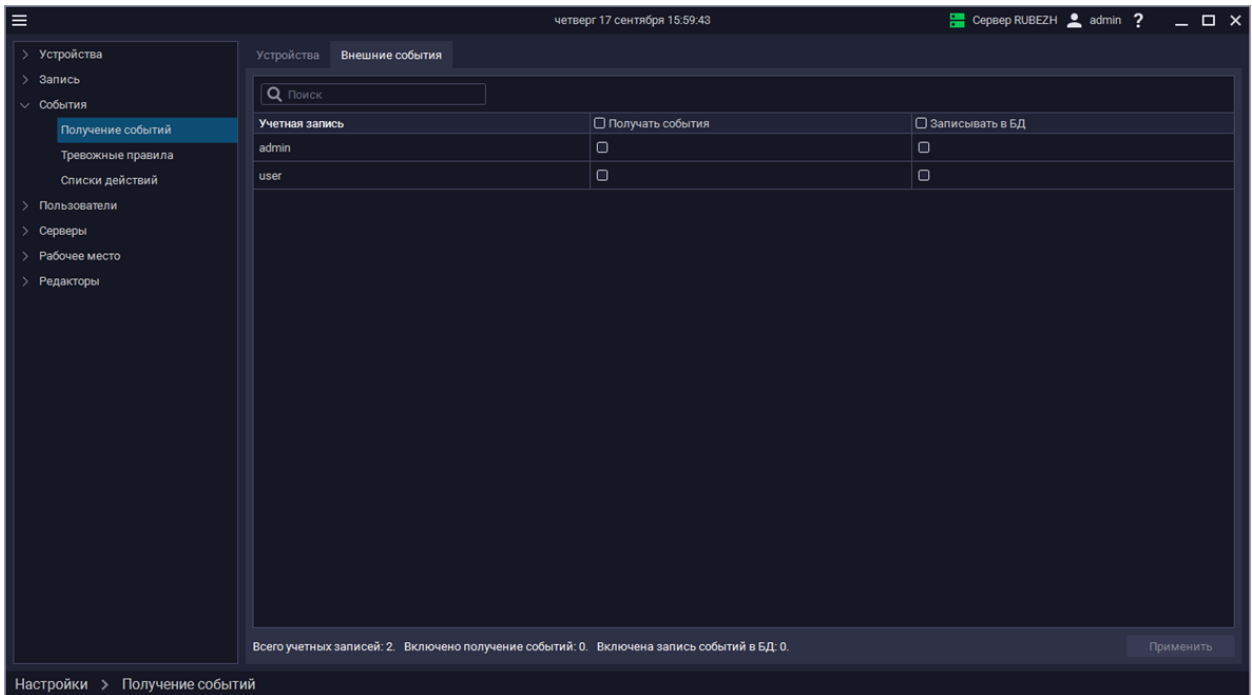 четверг 17 сентября 15:59:43 Сервер RUBEZH admin ?
Устройства
Запись
События
Получение событий
Тревожные правила
Списки действий
Пользователи
Серверы
Рабочее место
Редакторы
Устройства Внешние события
Поиск
Учетная запись Получать события Записывать в БД
admin
user
Всего учетных записей: 2. Включено получение событий: 0. Включена запись событий в БД: 0. Применить
Настройки > Получение событий